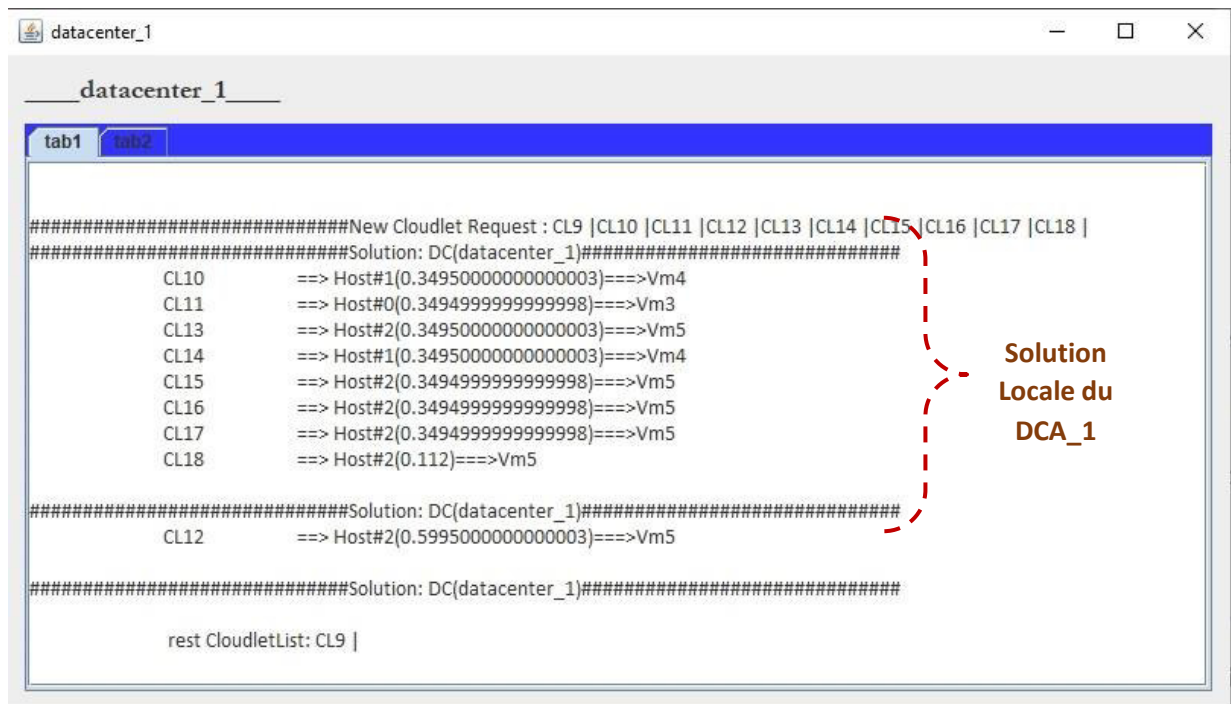 datacenter_1
____datacenter_1____
tab1 tab2
##############################New Cloudlet Request : CL9 |CL10 |CL11 |CL12 |CL13 |CL14 |CL15 |CL16 |CL17 |CL18 |
##############################Solution: DC(datacenter_1)##############################
CL10 ==> Host#1(0.34950000000000003)===>Vm4
CL11 ==> Host#0(0.3494999999999998)===>Vm3
CL13 ==> Host#2(0.34950000000000003)===>Vm5
CL14 ==> Host#1(0.34950000000000003)===>Vm4
CL15 ==> Host#2(0.3494999999999998)===>Vm5
CL16 ==> Host#2(0.3494999999999998)===>Vm5
CL17 ==> Host#2(0.3494999999999998)===>Vm5
CL18 ==> Host#2(0.112)===>Vm5
##############################Solution: DC(datacenter_1)##############################
CL12 ==> Host#2(0.5995000000000003)===>Vm5
##############################Solution: DC(datacenter_1)##############################
rest CloudletList: CL9 |
Solution
Locale du
DCA_1